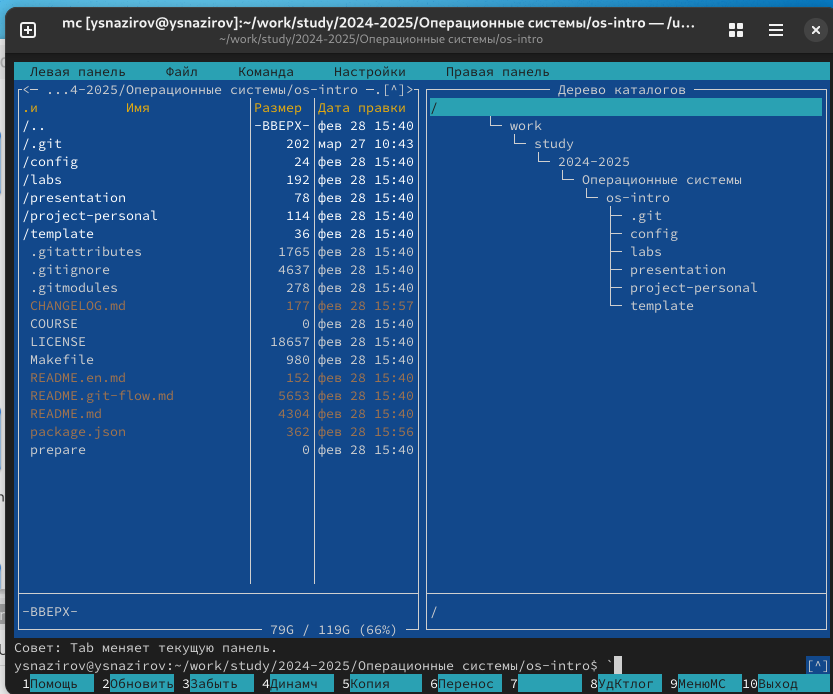 mc [ysnazirov@ysnazirov]:~/work/study/2024-2025/Операционные системы/os-intro — /u...
~/work/study/2024-2025/Операционные системы/os-intro
Левая панель Файл Команда Настройки Правая панель
<— ...4-2025/Операционные системы/os-intro —.[^]>
.и Имя Размер Дата правки
/.. -ВВЕРХ- фев 28 15:40
/.git 202 мар 27 10:43
/config 24 фев 28 15:40
/labs 192 фев 28 15:40
/presentation 78 фев 28 15:40
/project-personal 114 фев 28 15:40
/template 36 фев 28 15:40
.gitattributes 1765 фев 28 15:40
.gitignore 4637 фев 28 15:40
.gitmodules 278 фев 28 15:40
CHANGELOG.md 177 фев 28 15:57
COURSE 0 фев 28 15:40
LICENSE 18657 фев 28 15:40
Makefile 980 фев 28 15:40
README.en.md 152 фев 28 15:40
README.git-flow.md 5653 фев 28 15:40
README.md 4304 фев 28 15:40
package.json 362 фев 28 15:56
prepare 0 фев 28 15:40
-ВВЕРХ-
79G / 119G (66%)
Дерево каталогов
/
work
study
2024-2025
Операционные системы
os-intro
.git
config
labs
presentation
project-personal
template
/
Совет: Tab меняет текущую панель.
ysnazirov@ysnazirov:~/work/study/2024-2025/Операционные системы/os-intro$ ` [^]
1Помощь 2Обновить 3Забыть 4Динамч 5Копия 6Перенос 7 8УдКтлог 9МенюМС 10Выход